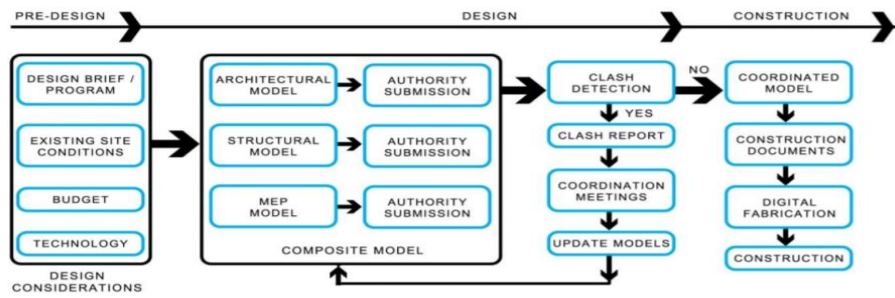 PRE-DESIGN
DESIGN
CONSTRUCTION
DESIGN BRIEF /
PROGRAM
EXISTING SITE
CONDITIONS
BUDGET
TECHNOLOGY
DESIGN
CONSIDERATIONS
ARCHITECTURAL
MODEL
AUTHORITY
SUBMISSION
STRUCTURAL
MODEL
AUTHORITY
SUBMISSION
MEP
MODEL
AUTHORITY
SUBMISSION
COMPOSITE MODEL
CLASH
DETECTION
NO
YES
CLASH REPORT
COORDINATION
MEETINGS
UPDATE MODELS
COORDINATED
MODEL
CONSTRUCTION
DOCUMENTS
DIGITAL
FABRICATION
CONSTRUCTION